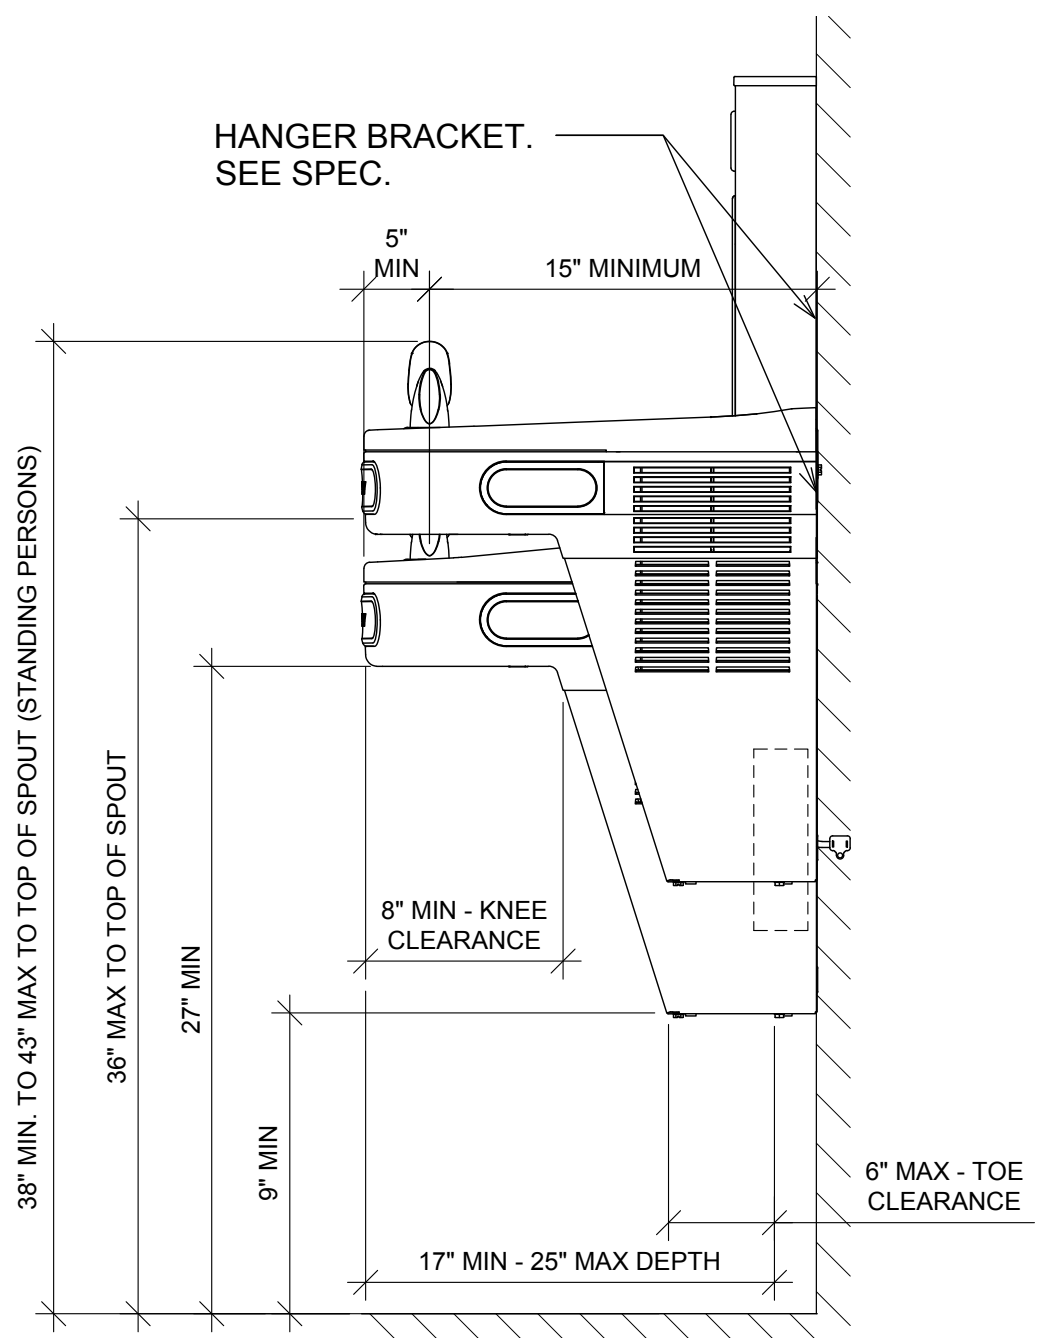 HANGER BRACKET.
SEE SPEC.
5"
MIN
15" MINIMUM
38" MIN. TO 43" MAX TO TOP OF SPOUT (STANDING PERSONS)
36" MAX TO TOP OF SPOUT
27" MIN
8" MIN - KNEE
CLEARANCE
9" MIN
6" MAX - TOE
CLEARANCE
17" MIN - 25" MAX DEPTH